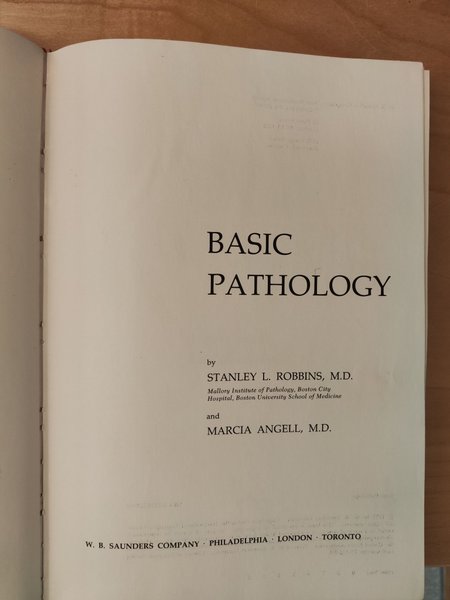 BASIC
PATHOLOGY
by
STANLEY L. ROBBINS, M.D.
Mallory Institute of Pathology, Boston City
Hospital, Boston University School of Medicine
and
MARCIA ANGELL, M.D.
W. B. SAUNDERS COMPANY · PHILADELPHIA · LONDON · TORONTO